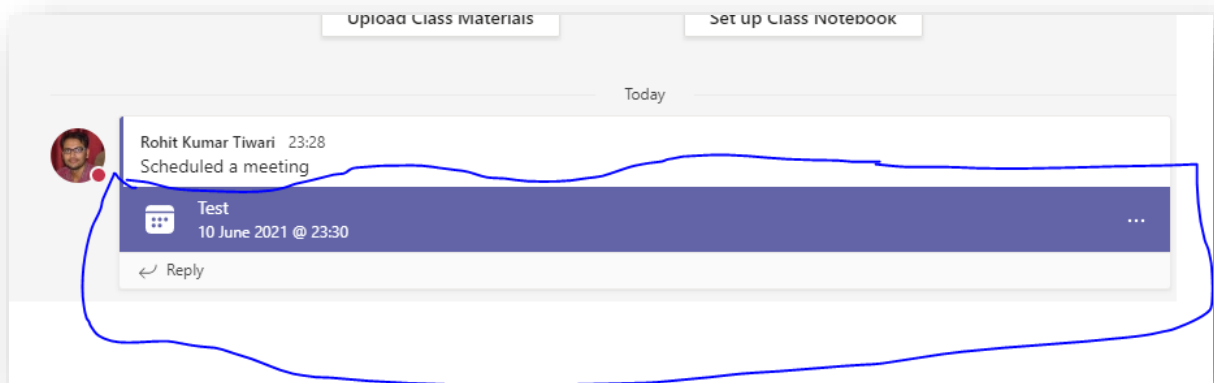 Upload Class Materials
Set up Class Notebook
Today
Rohit Kumar Tiwari 23:28
Scheduled a meeting
Test
10 June 2021 @ 23:30
Reply